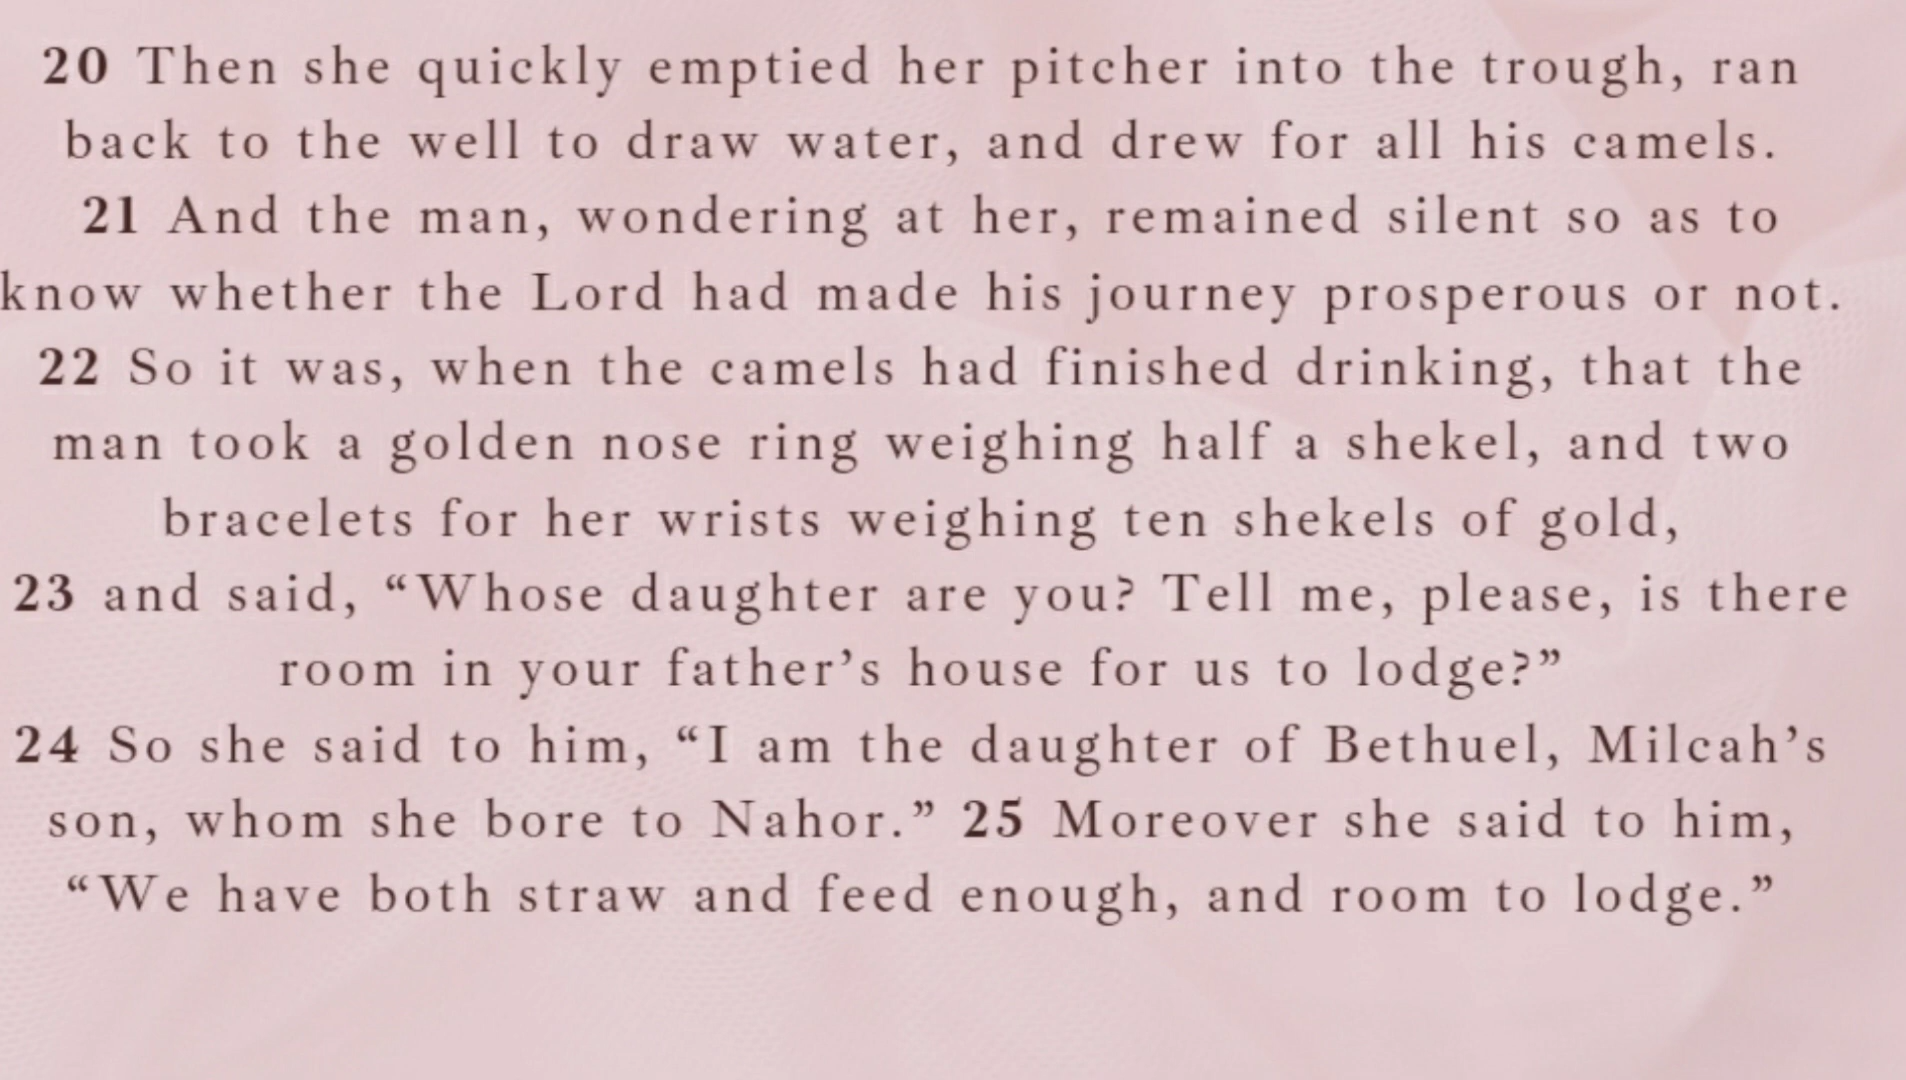 20 Then she quickly emptied her pitcher into the trough, ran
back to the well to draw water, and drew for all his camels.
21 And the man, wondering at her, remained silent so as to
know whether the Lord had made his journey prosperous or not.
22 So it was, when the camels had finished drinking, that the
man took a golden nose ring weighing half a shekel, and two
bracelets for her wrists weighing ten shekels of gold,
23 and said, “Whose daughter are you? Tell me, please, is there
room in your father’s house for us to lodge?”
24 So she said to him, “I am the daughter of Bethuel, Milcah’s
son, whom she bore to Nahor.” 25 Moreover she said to him,
“We have both straw and feed enough, and room to lodge.”